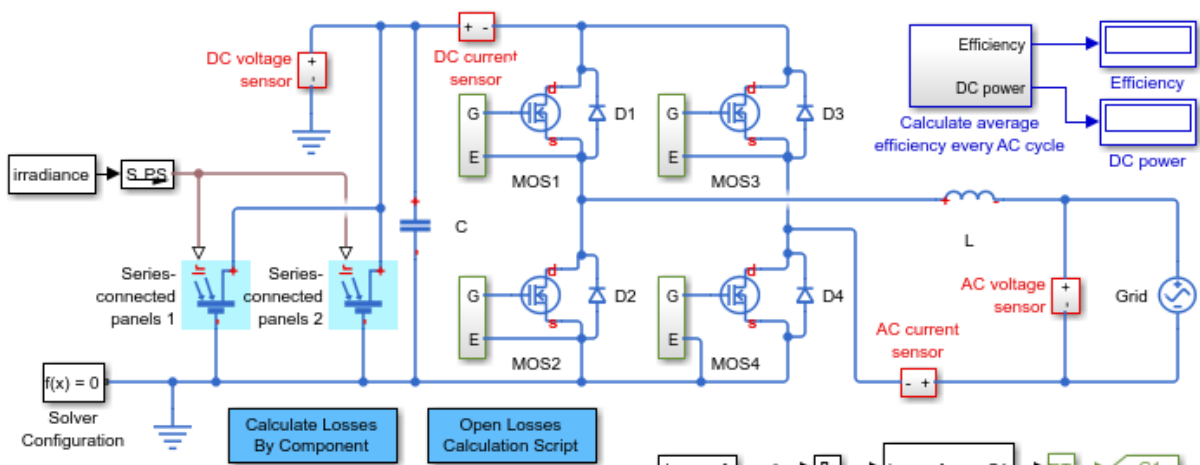 Efficiency
DC power
Efficiency
Calculate average
efficiency every AC cycle
DC power
+ -
DC voltage
sensor
+
-
DC current
sensor
d
G
s
E
D1
MOS1
d
G
s
E
D3
MOS3
irradiance
S PS
+
C
-
+ -
L
Ir
+
-
Series-
connected
panels 1
Ir
+
-
Series-
connected
panels 2
d
G
s
E
D2
MOS2
d
G
s
E
D4
MOS4
AC voltage
sensor
+
-
Grid
AC current
sensor
- +
f(x) = 0
Solver
Configuration
Calculate Losses
By Component
Open Losses
Calculation Script